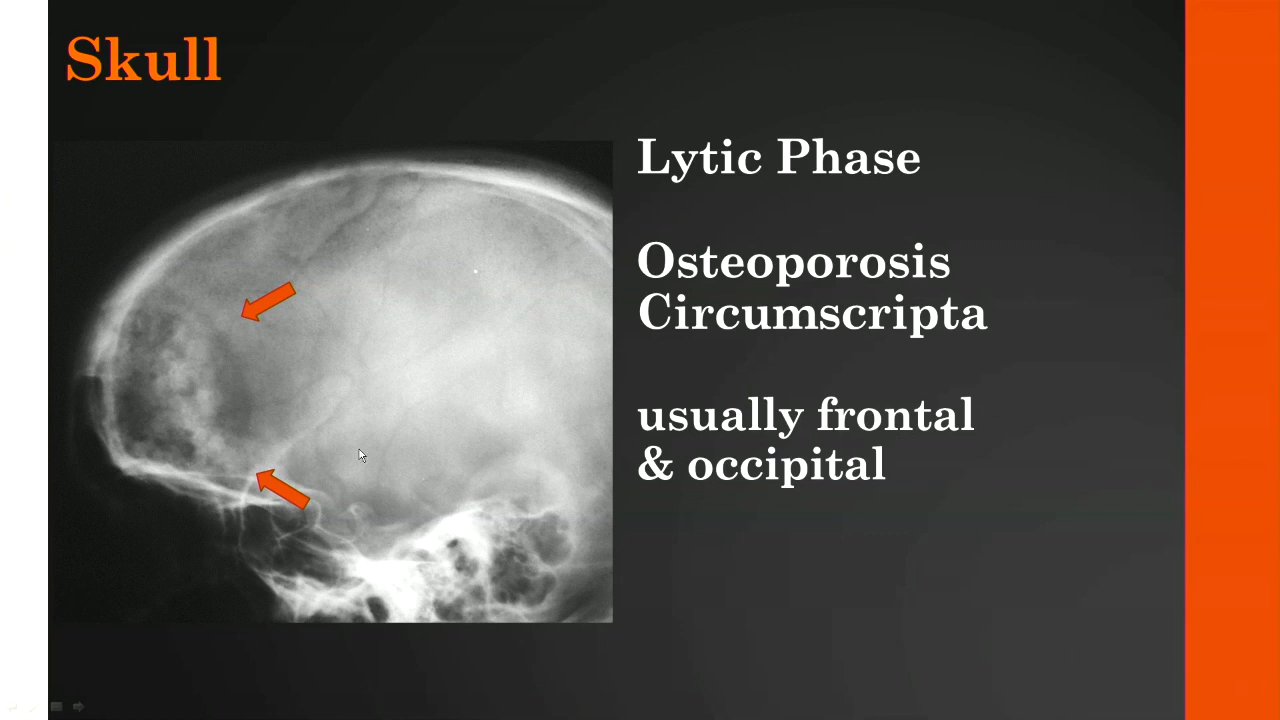 Skull
Lytic Phase
Osteoporosis
Circumscripta
usually frontal
& occipital